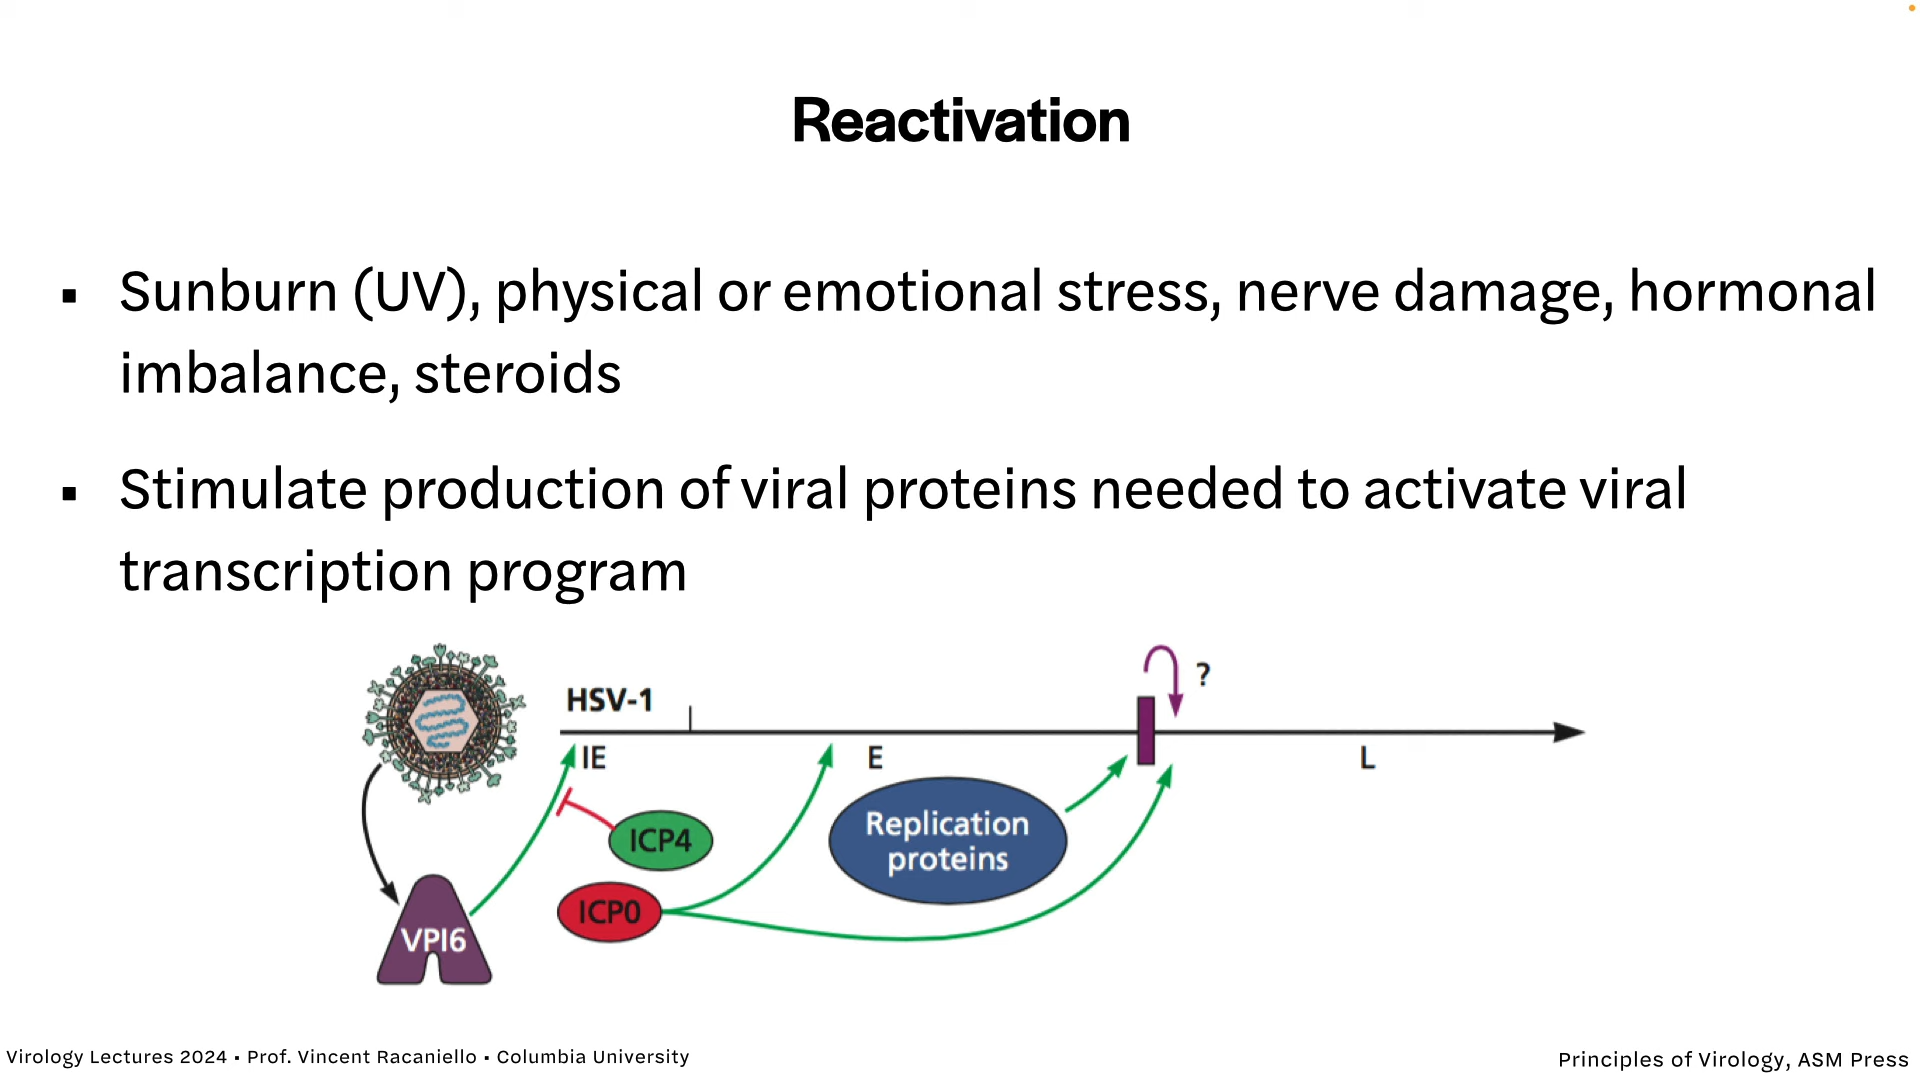 Reactivation
▪ Sunburn (UV), physical or emotional stress, nerve damage, hormonal
imbalance, steroids
▪ Stimulate production of viral proteins needed to activate viral
transcription program
HSV-1
?
IE
E
L
ICP4
Replication
proteins
ICP0
VPI6
Virology Lectures 2024 ▪ Prof. Vincent Racaniello ▪ Columbia University
Principles of Virology, ASM Press